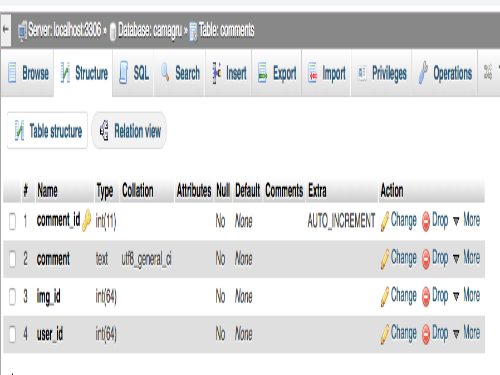 Server: localhost:3306 » Database: camagru » Table: comments
Browse Structure SQL Search Insert Export Import Privileges Operations
Table structure Relation view
# Name Type Collation Attributes Null Default Comments Extra Action
1 comment_id int(11) No None AUTO_INCREMENT Change Drop More
2 comment text utf8_general_ci No None Change Drop More
3 img_id int(64) No None Change Drop More
4 user_id int(64) No None Change Drop More